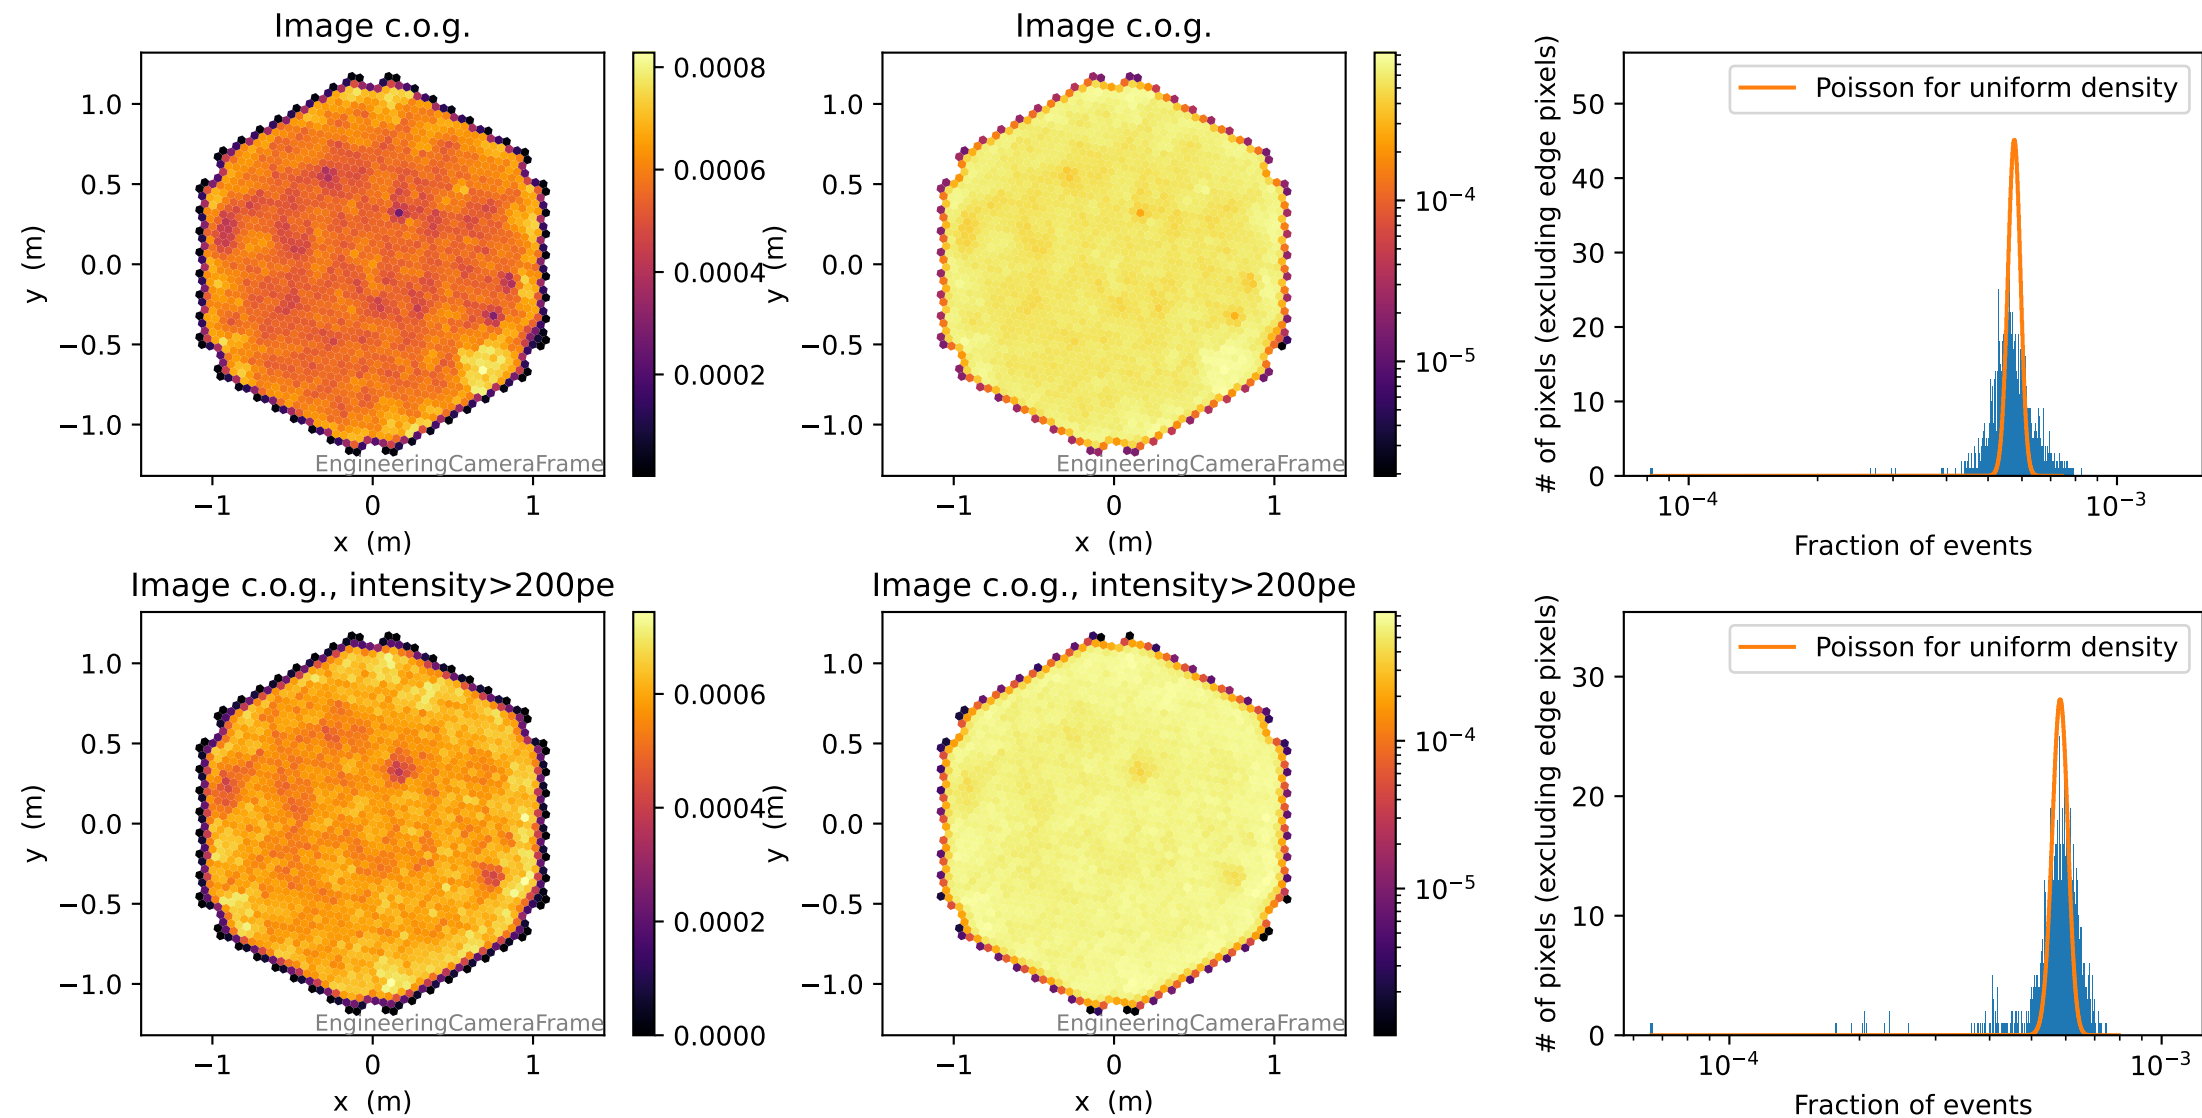 Image c.o.g.
y (m)
1.0
0.5
0.0
−0.5
−1.0
−1
0
1
x (m)
EngineeringCameraFrame
0.0008
0.0006
0.0004
0.0002
Image c.o.g.
y (m)
1.0
0.5
0.0
−0.5
−1.0
−1
0
1
x (m)
EngineeringCameraFrame
10−4
10−5
# of pixels (excluding edge pixels)
50
40
30
20
10
0
Poisson for uniform density
10−4
10−3
Fraction of events
Image c.o.g., intensity>200pe
y (m)
1.0
0.5
0.0
−0.5
−1.0
−1
0
1
x (m)
EngineeringCameraFrame
0.0006
0.0004
0.0002
0.0000
Image c.o.g., intensity>200pe
y (m)
1.0
0.5
0.0
−0.5
−1.0
−1
0
1
x (m)
EngineeringCameraFrame
10−4
10−5
# of pixels (excluding edge pixels)
30
20
10
0
Poisson for uniform density
10−4
10−3
Fraction of events